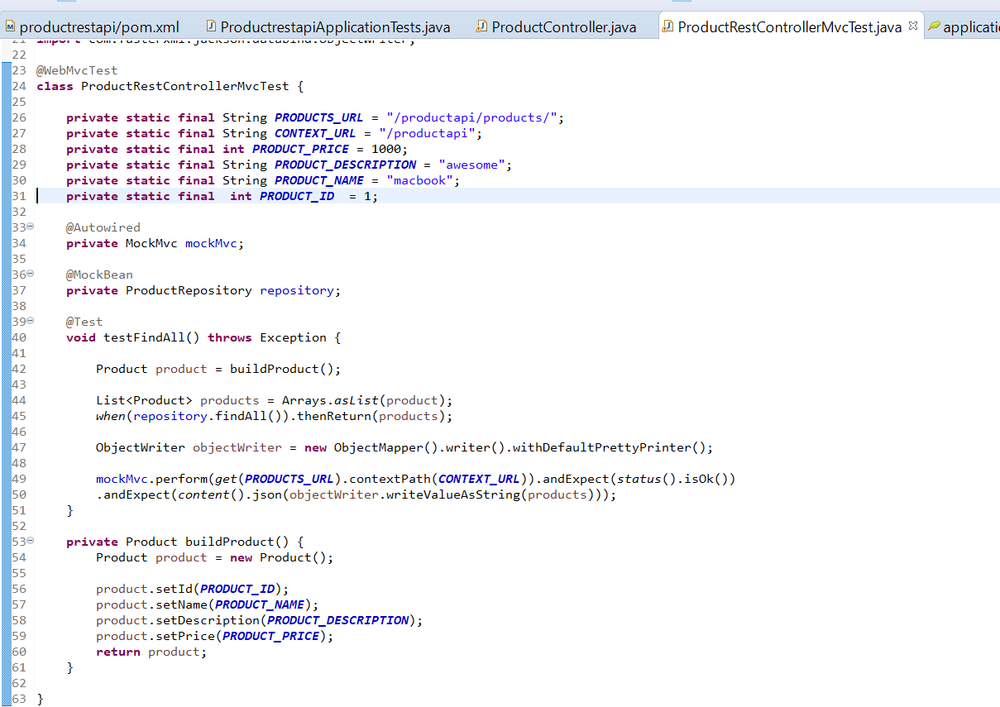 productrestapi/pom.xml ProductrestapiApplicationTests.java ProductController.java ProductRestControllerMvcTest.java applicati
21 import com.fasterxml.jackson.databind.ObjectWriter;
22
23 @WebMvcTest
24 class ProductRestControllerMvcTest {
25
26     private static final String PRODUCTS_URL = "/productapi/products/";
27     private static final String CONTEXT_URL = "/productapi";
28     private static final int PRODUCT_PRICE = 1000;
29     private static final String PRODUCT_DESCRIPTION = "awesome";
30     private static final String PRODUCT_NAME = "macbook";
31     private static final  int PRODUCT_ID  = 1;
32
33     @Autowired
34     private MockMvc mockMvc;
35
36     @MockBean
37     private ProductRepository repository;
38
39     @Test
40     void testFindAll() throws Exception {
41
42         Product product = buildProduct();
43
44         List<Product> products = Arrays.asList(product);
45         when(repository.findAll()).thenReturn(products);
46
47         ObjectWriter objectWriter = new ObjectMapper().writer().withDefaultPrettyPrinter();
48
49         mockMvc.perform(get(PRODUCTS_URL).contextPath(CONTEXT_URL)).andExpect(status().isOk())
50         .andExpect(content().json(objectWriter.writeValueAsString(products)));
51     }
52
53     private Product buildProduct() {
54         Product product = new Product();
55
56         product.setId(PRODUCT_ID);
57         product.setName(PRODUCT_NAME);
58         product.setDescription(PRODUCT_DESCRIPTION);
59         product.setPrice(PRODUCT_PRICE);
60         return product;
61     }
62
63 }